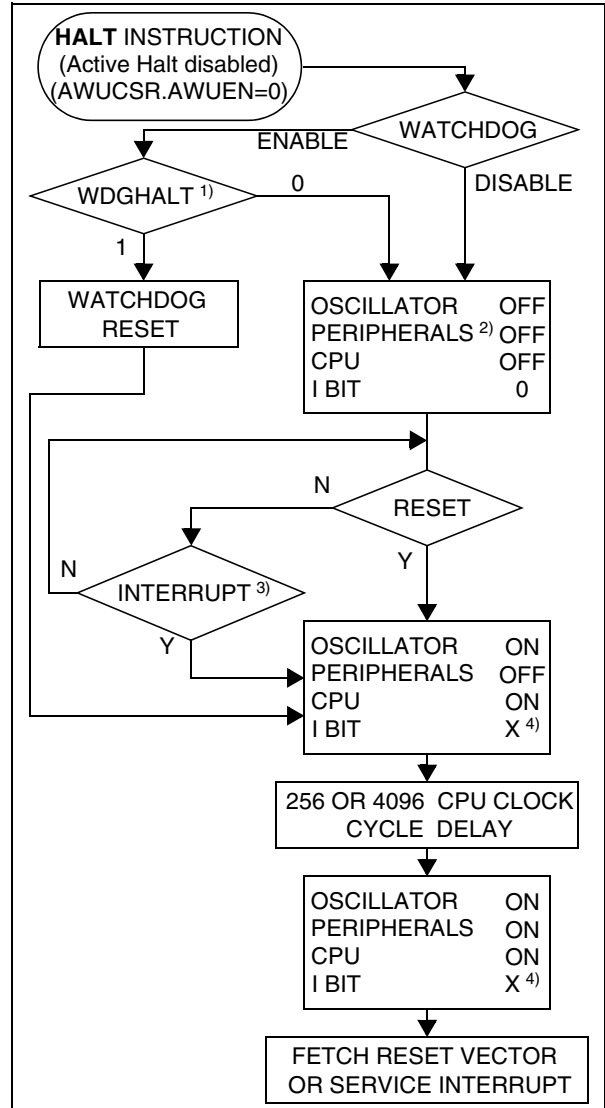 HALT INSTRUCTION
(Active Halt disabled)
(AWUCSR.AWUEN=0)
WATCHDOG
ENABLE
DISABLE
WDGHALT 1)
0
1
WATCHDOG
RESET
OSCILLATOR OFF
PERIPHERALS 2) OFF
CPU OFF
I BIT 0
RESET
N
Y
INTERRUPT 3)
N
Y
OSCILLATOR ON
PERIPHERALS OFF
CPU ON
I BIT X 4)
256 OR 4096 CPU CLOCK
CYCLE DELAY
OSCILLATOR ON
PERIPHERALS ON
CPU ON
I BIT X 4)
FETCH RESET VECTOR
OR SERVICE INTERRUPT